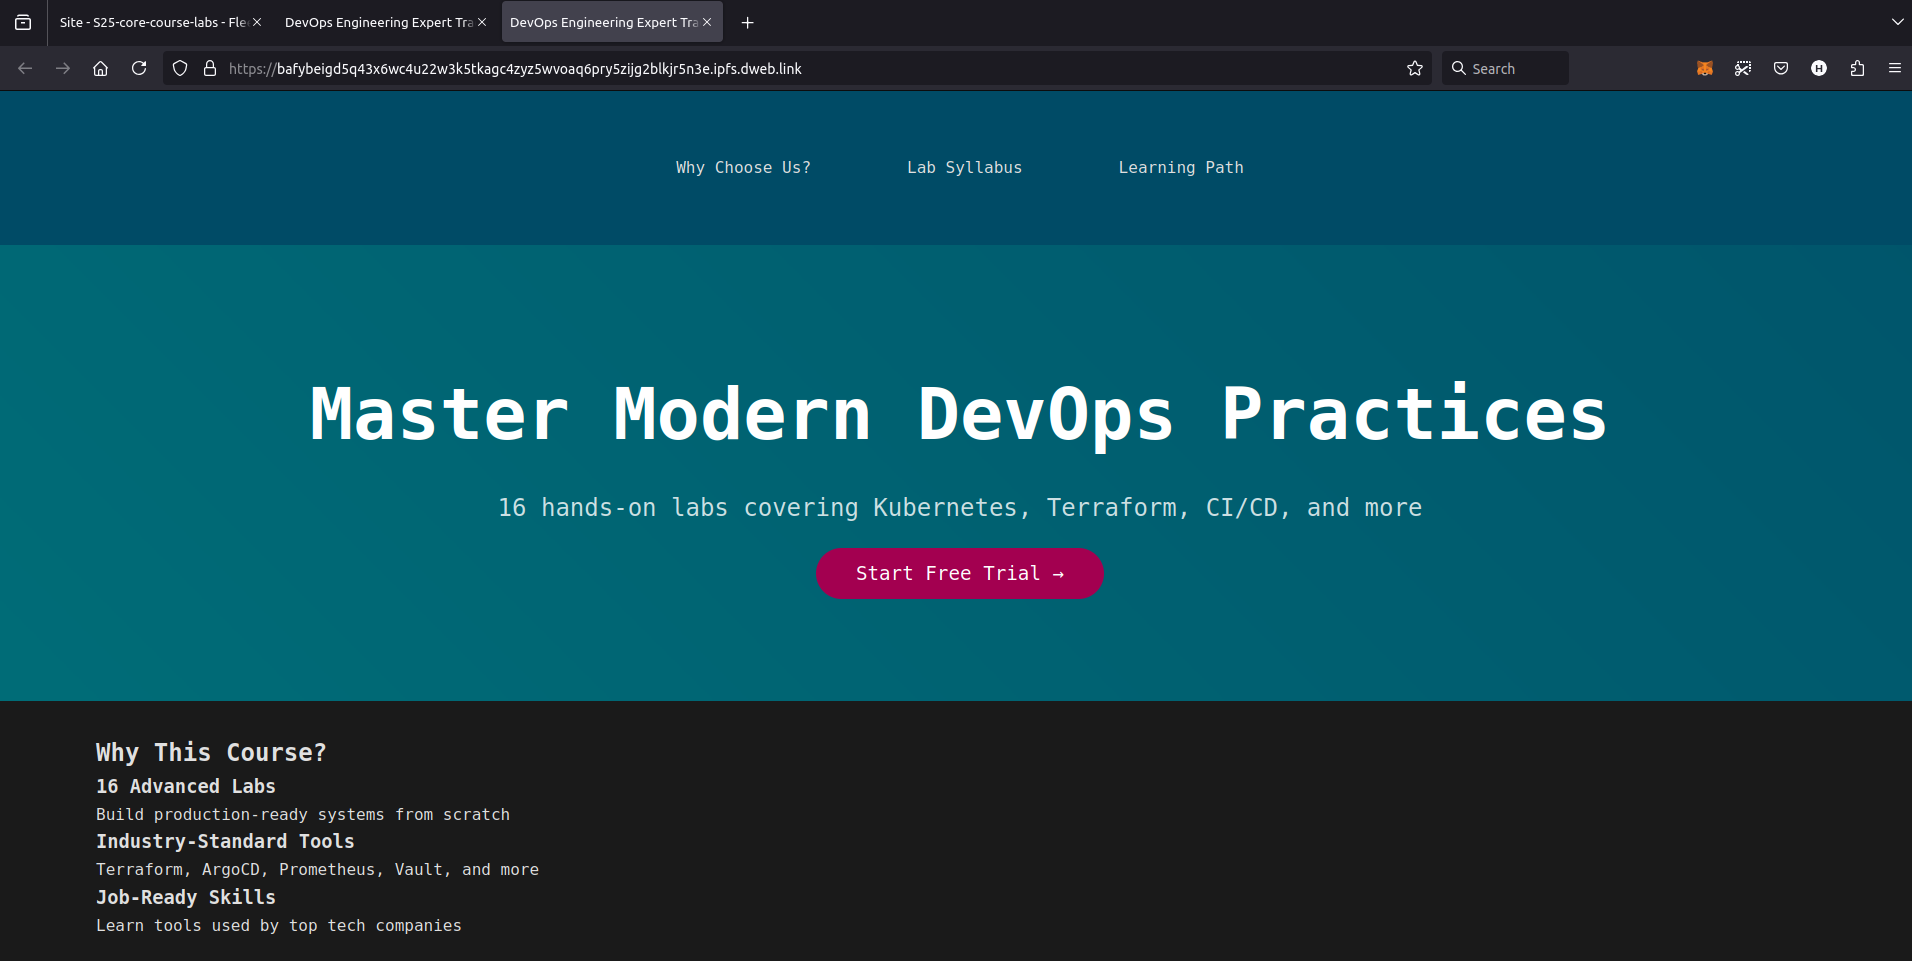 Site - S25-core-course-labs - Fle
DevOps Engineering Expert Tra
DevOps Engineering Expert Tra
https://bafybeigd5q43x6wc4u22w3k5tkagc4zyz5wvoaq6pry5zijg2blkjr5n3e.ipfs.dweb.link
Search
H
Why Choose Us?
Lab Syllabus
Learning Path
Master Modern DevOps Practices
16 hands-on labs covering Kubernetes, Terraform, CI/CD, and more
Start Free Trial →
Why This Course?
16 Advanced Labs
Build production-ready systems from scratch
Industry-Standard Tools
Terraform, ArgoCD, Prometheus, Vault, and more
Job-Ready Skills
Learn tools used by top tech companies